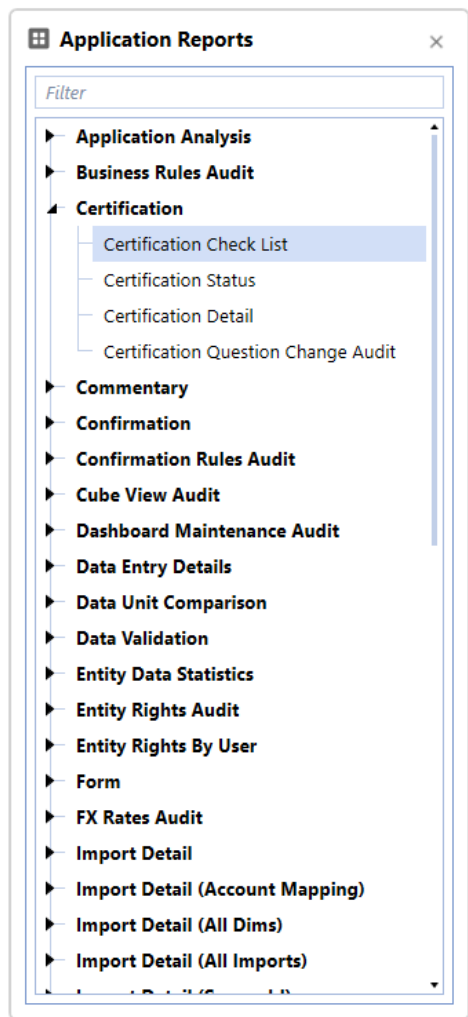 Application Reports
Filter
Application Analysis
Business Rules Audit
Certification
Certification Check List
Certification Status
Certification Detail
Certification Question Change Audit
Commentary
Confirmation
Confirmation Rules Audit
Cube View Audit
Dashboard Maintenance Audit
Data Entry Details
Data Unit Comparison
Data Validation
Entity Data Statistics
Entity Rights Audit
Entity Rights By User
Form
FX Rates Audit
Import Detail
Import Detail (Account Mapping)
Import Detail (All Dims)
Import Detail (All Imports)